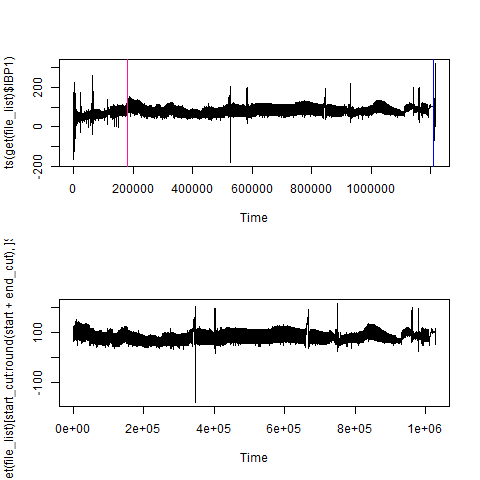 ts(get(file_list)$IBP1)
200
0
-200
0 200000 400000 600000 800000 1000000
Time
et(file_list)[start_cut:round(start + end_cut), ]$
100
-100
0e+00 2e+05 4e+05 6e+05 8e+05 1e+06
Time